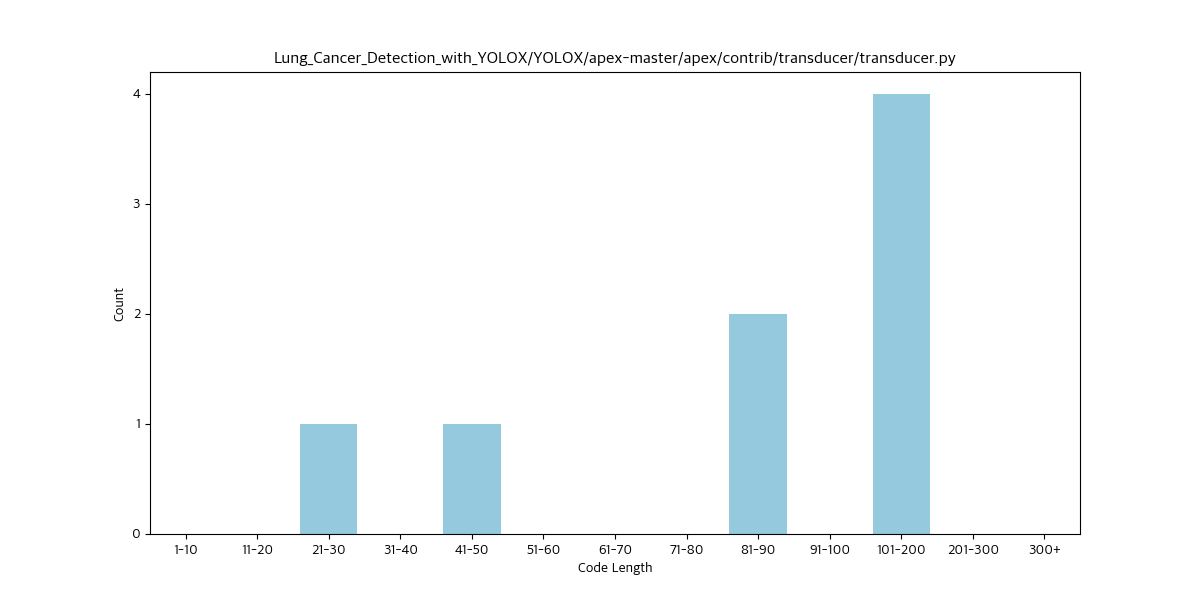 Lung_Cancer_Detection_with_YOLOX/YOLOX/apex-master/apex/contrib/transducer/transducer.py
4
3
2
1
0
Count
1-10 11-20 21-30 31-40 41-50 51-60 61-70 71-80 81-90 91-100 101-200 201-300 300+
Code Length